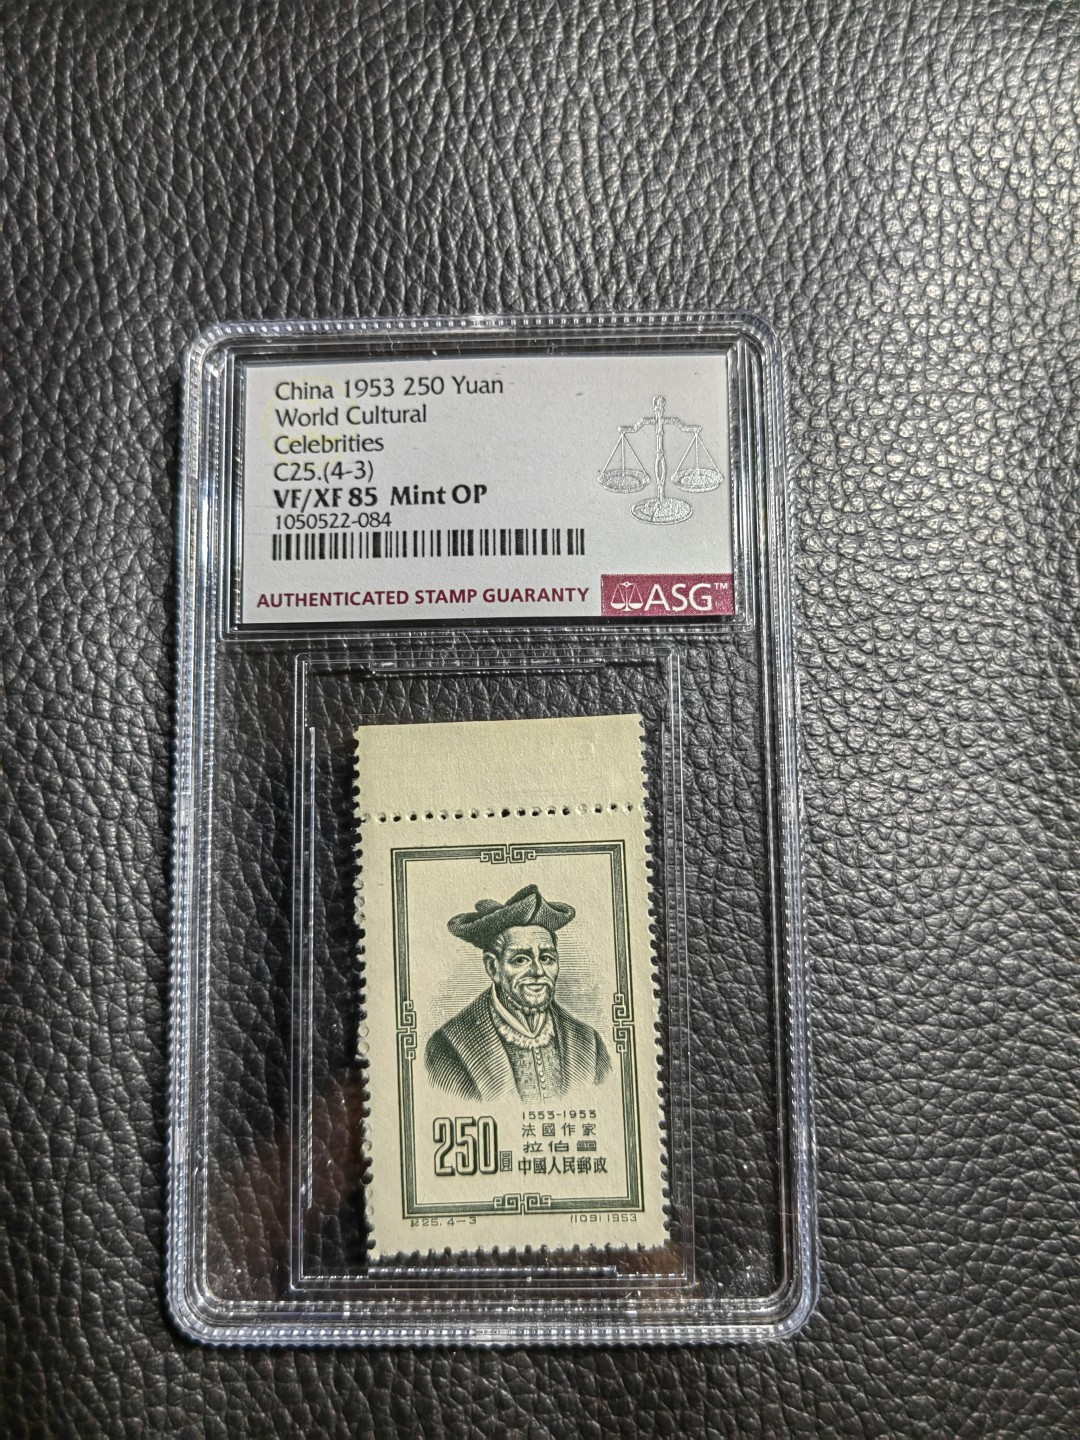 China 1953 250 Yuan
World Cultural
Celebrities
C25.(4-3)
VF/XF 85 Mint OP
1050522-084
AUTHENTICATED STAMP GUARANTY
ASG™
1553-1953
法國作家
拉伯雷
250圓
中國人民郵政
紀25.4-3
(109)1953